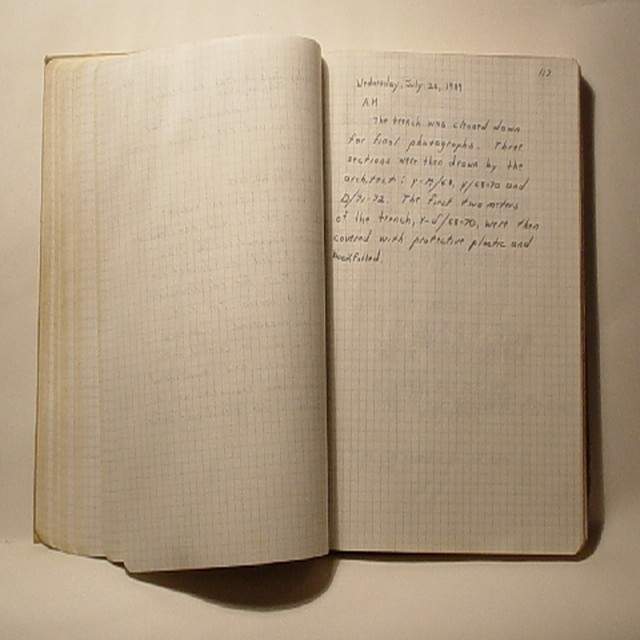 117
Wednesday, July 26, 1989
AM
The trench was cleaned down
for final photographs. Three
sections were then drawn by the
architect: Y-M/68, Y/68-70 and
D/71-72. The first two meters
of the trench, Y-D/68-70, were then
covered with protective plastic and
backfilled.